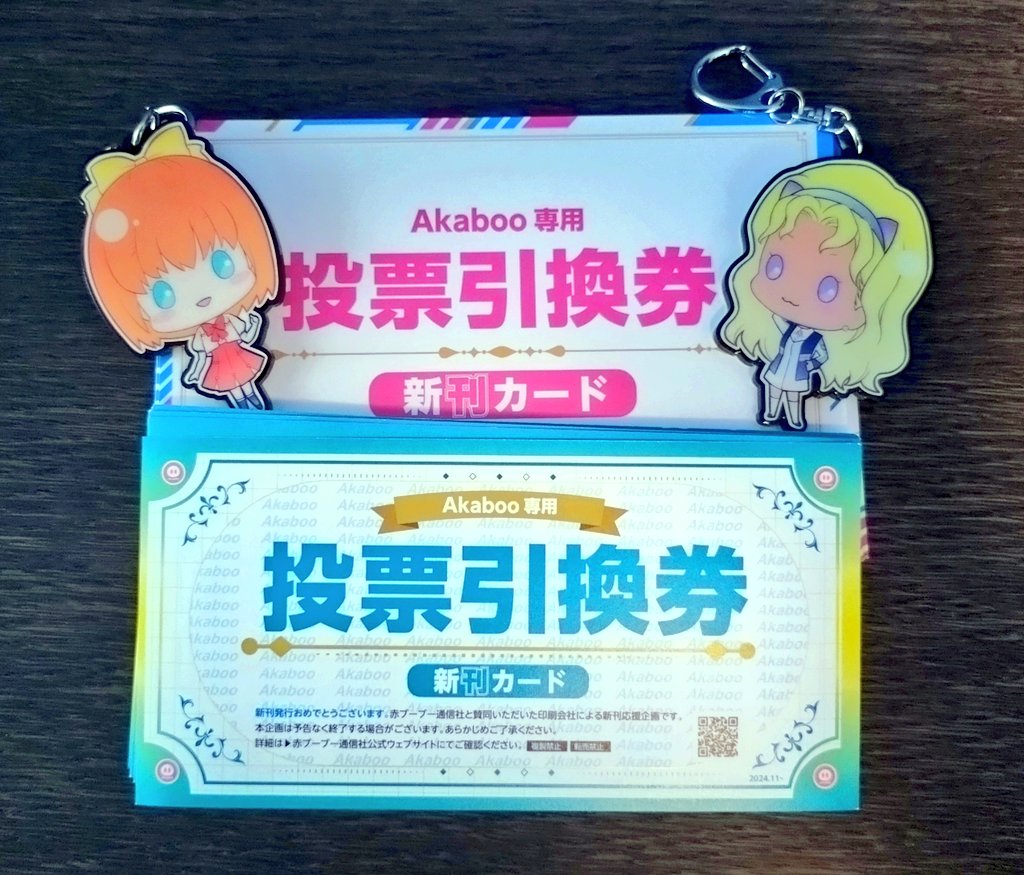 Akaboo 専用
投票引換券
新刊カード
Akaboo 専用
投票引換券
新刊カード
新刊発行おめでとうございます。赤ブーブー通信社と賛同いただいた印刷会社による新刊応援企画です。
本企画は予告なく終了する場合がございます。あらかじめご了承ください。
詳細は▶赤ブーブー通信社公式ウェブサイトにてご確認ください。 複製禁止 転売禁止
2024.11~